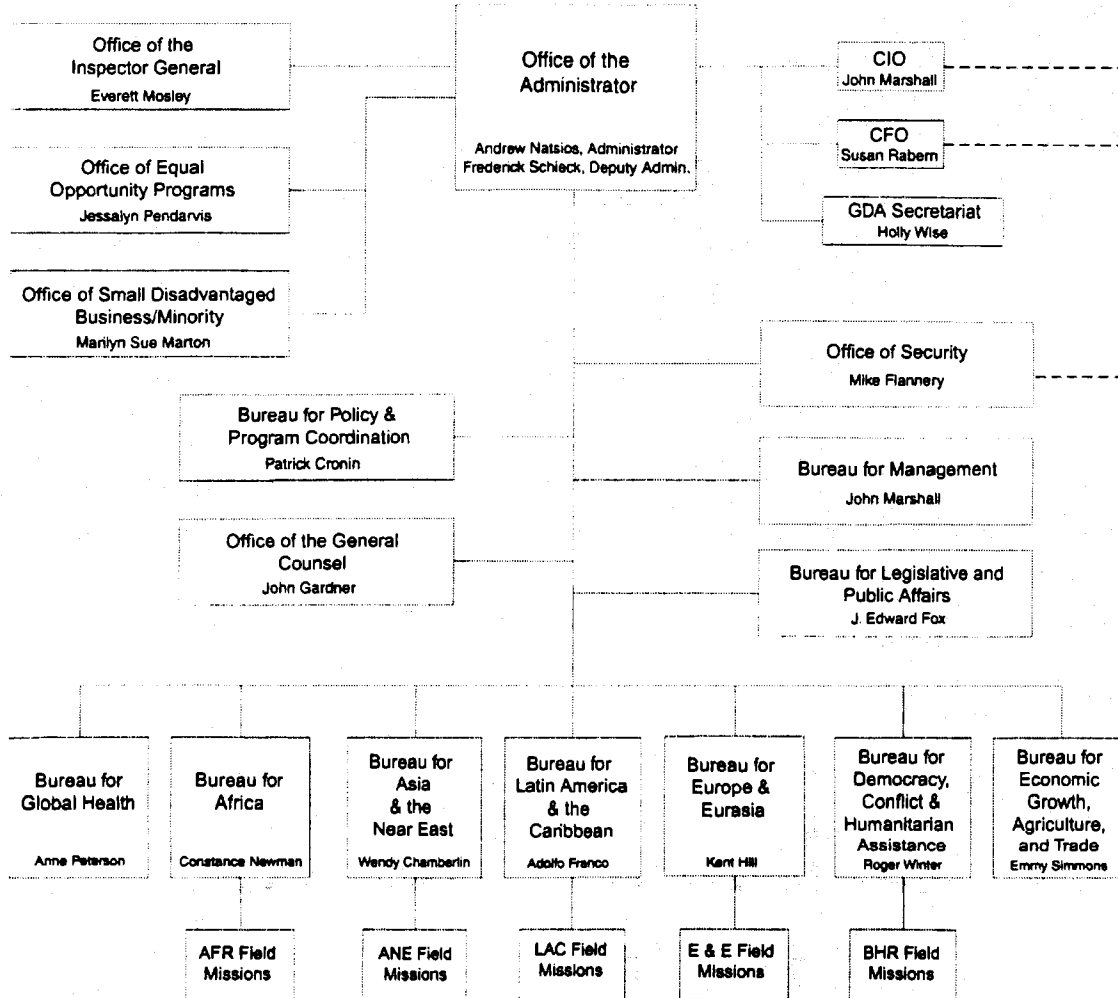 Office of the
Inspector General
Everett Mosley
Office of the
Administrator
Andrew Natsios, Administrator
Frederick Schieck, Deputy Admin.
CIO
John Marshall
CFO
Susan Rabern
GDA Secretariat
Holly Wise
Office of Equal
Opportunity Programs
Jessalyn Pendarvis
Office of Small Disadvantaged
Business/Minority
Marilyn Sue Marton
Office of Security
Mike Flannery
Bureau for Policy &
Program Coordination
Patrick Cronin
Bureau for Management
John Marshall
Office of the General
Counsel
John Gardner
Bureau for Legislative and
Public Affairs
J. Edward Fox
Bureau for
Global Health
Anne Peterson
Bureau for
Africa
Constance Newman
Bureau for
Asia
& the
Near East
Wendy Chamberlin
Bureau for
Latin America
& the
Caribbean
Adolfo Franco
Bureau for
Europe &
Eurasia
Kent Hill
Bureau for
Democracy,
Conflict &
Humanitarian
Assistance
Roger Winter
Bureau for
Economic
Growth,
Agriculture,
and Trade
Emmy Simmons
AFR Field
Missions
ANE Field
Missions
LAC Field
Missions
E & E Field
Missions
BHR Field
Missions